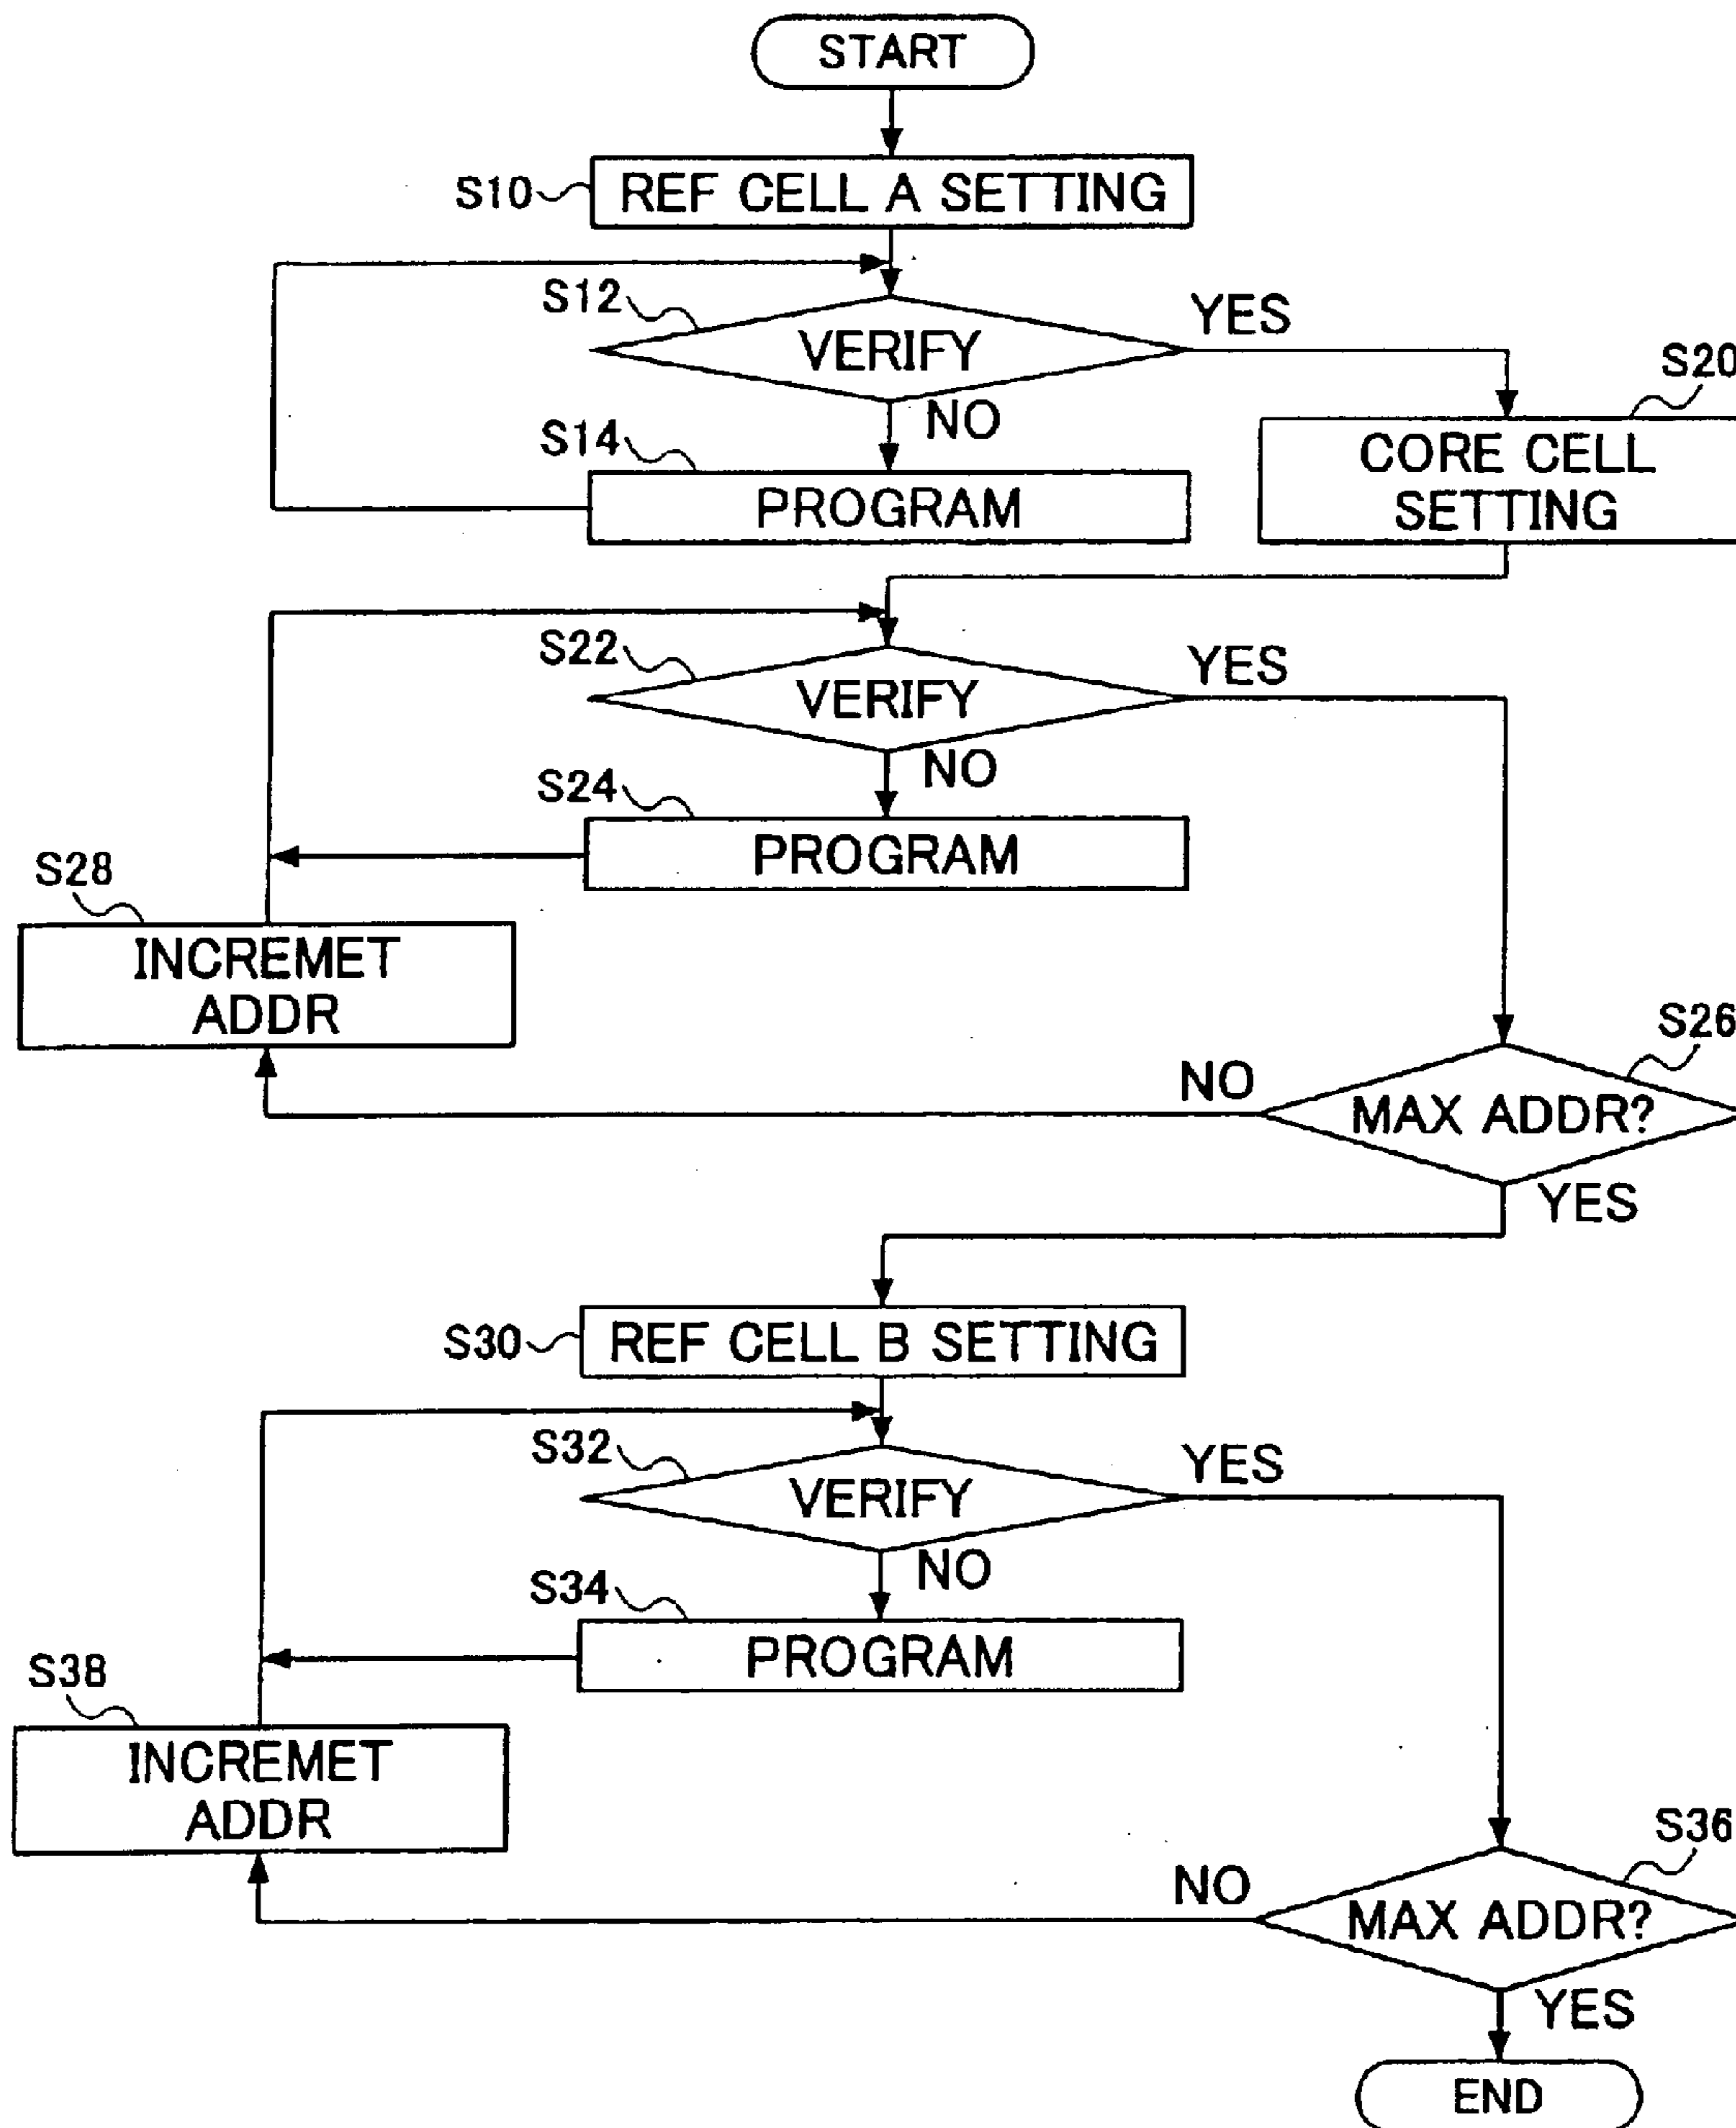 START
S10
REF CELL A SETTING
S12
VERIFY
YES
NO
S14
PROGRAM
S20
CORE CELL
SETTING
S22
VERIFY
YES
NO
S24
PROGRAM
S28
INCREMET
ADDR
S26
MAX ADDR?
NO
YES
S30
REF CELL B SETTING
S32
VERIFY
YES
NO
S34
PROGRAM
S38
INCREMET
ADDR
S36
MAX ADDR?
NO
YES
END